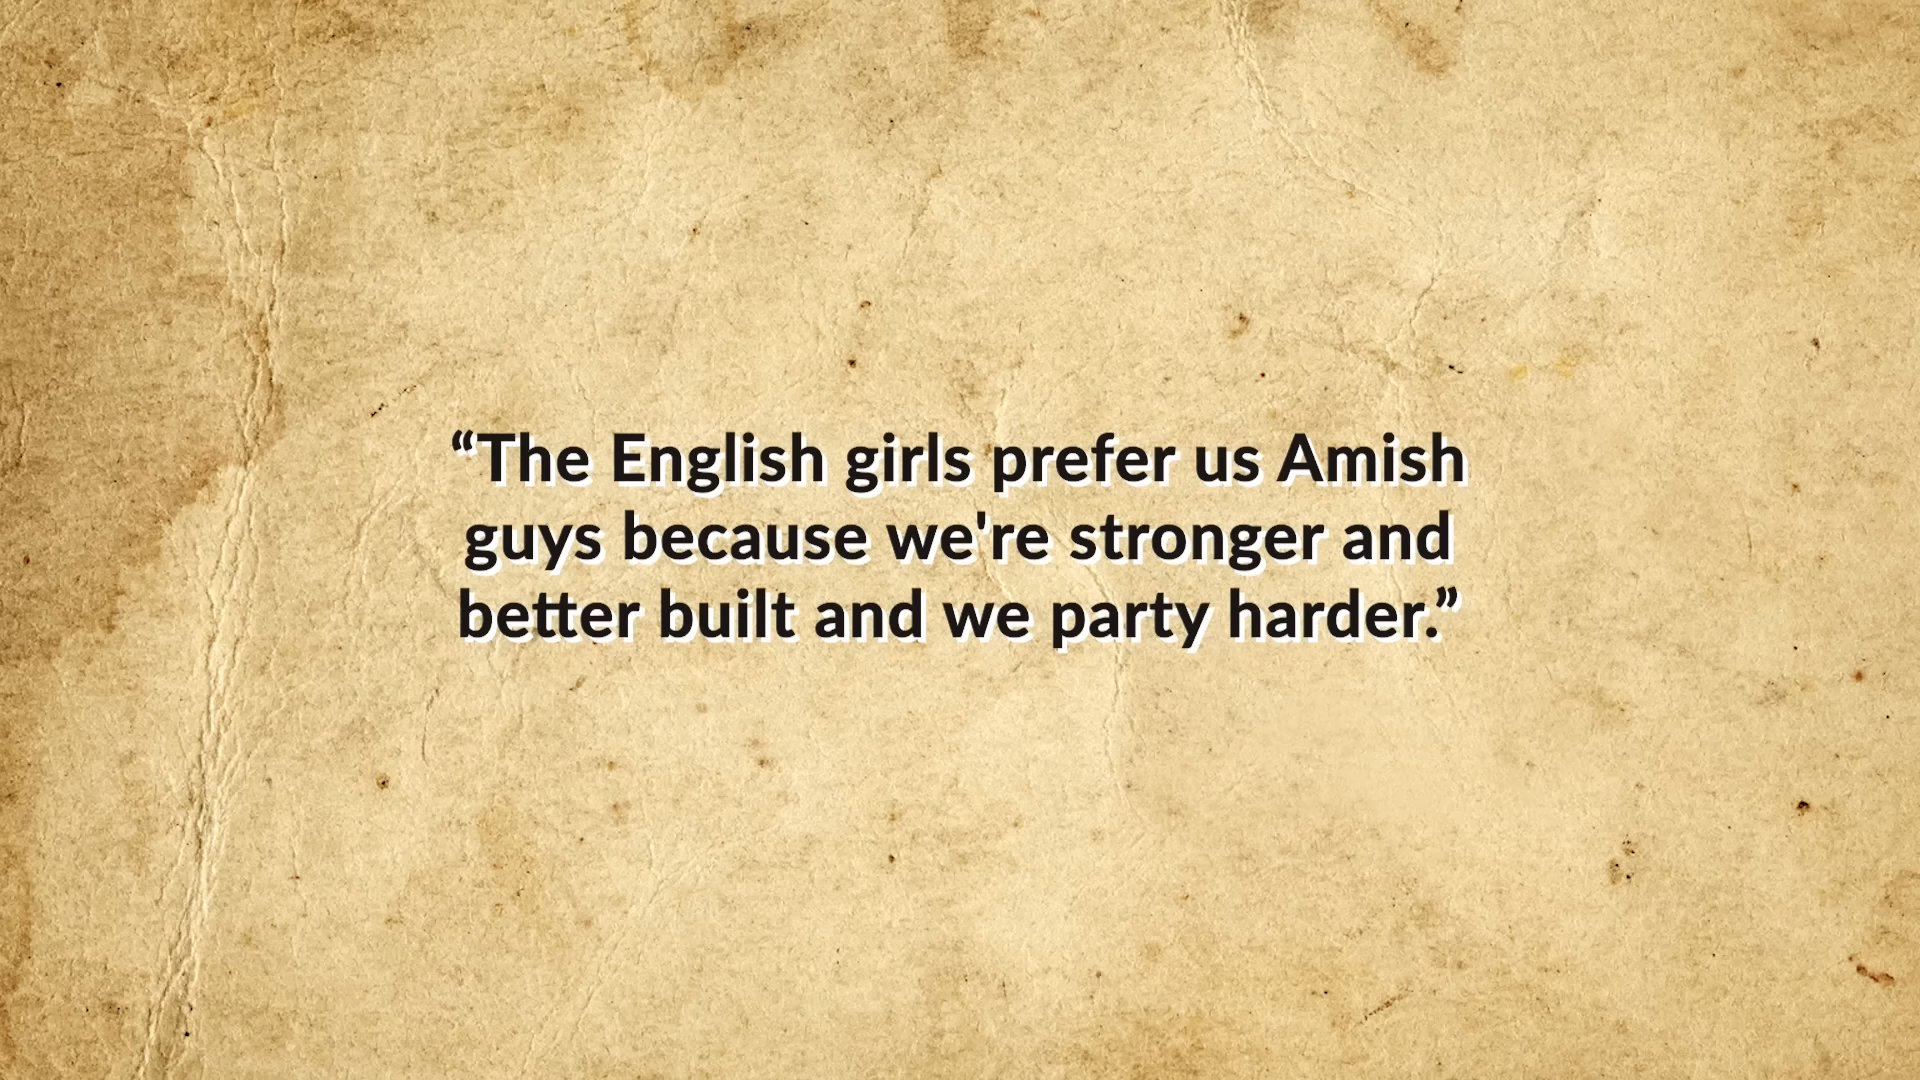 “The English girls prefer us Amish
guys because we're stronger and
better built and we party harder.”